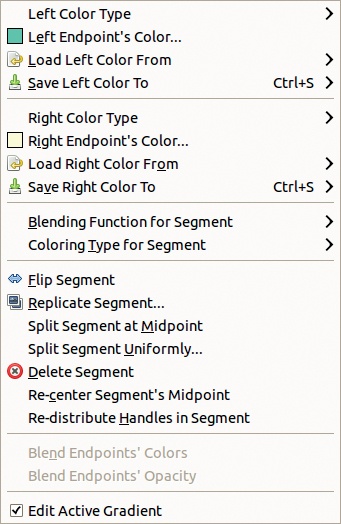 Left Color Type
Left Endpoint's Color...
Load Left Color From
Save Left Color To Ctrl+S
Right Color Type
Right Endpoint's Color...
Load Right Color From
Save Right Color To Ctrl+S
Blending Function for Segment
Coloring Type for Segment
Flip Segment
Replicate Segment...
Split Segment at Midpoint
Split Segment Uniformly...
Delete Segment
Re-center Segment's Midpoint
Re-distribute Handles in Segment
Blend Endpoints' Colors
Blend Endpoints' Opacity
Edit Active Gradient